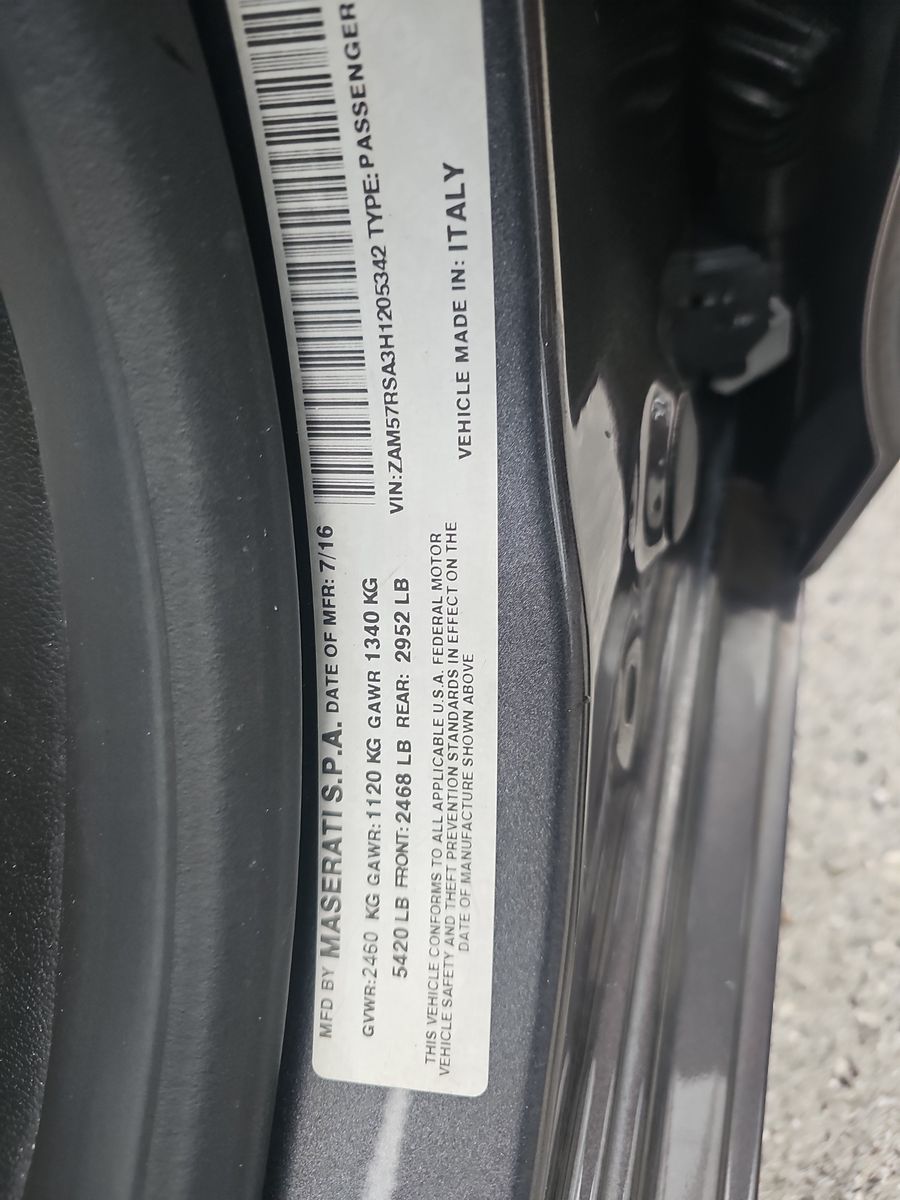 MFD BY MASERATI S.P.A. DATE OF MFR: 7/16
GVWR:2460 KG GAWR:1120 KG GAWR 1340 KG
5420 LB FRONT:2468 LB REAR: 2952 LB
VIN:ZAM57RSA3H1205342 TYPE:PASSENGER
THIS VEHICLE CONFORMS TO ALL APPLICABLE U.S.A. FEDERAL MOTOR
VEHICLE SAFETY AND THEFT PREVENTION STANDARDS IN EFFECT ON THE
DATE OF MANUFACTURE SHOWN ABOVE
VEHICLE MADE IN: ITALY